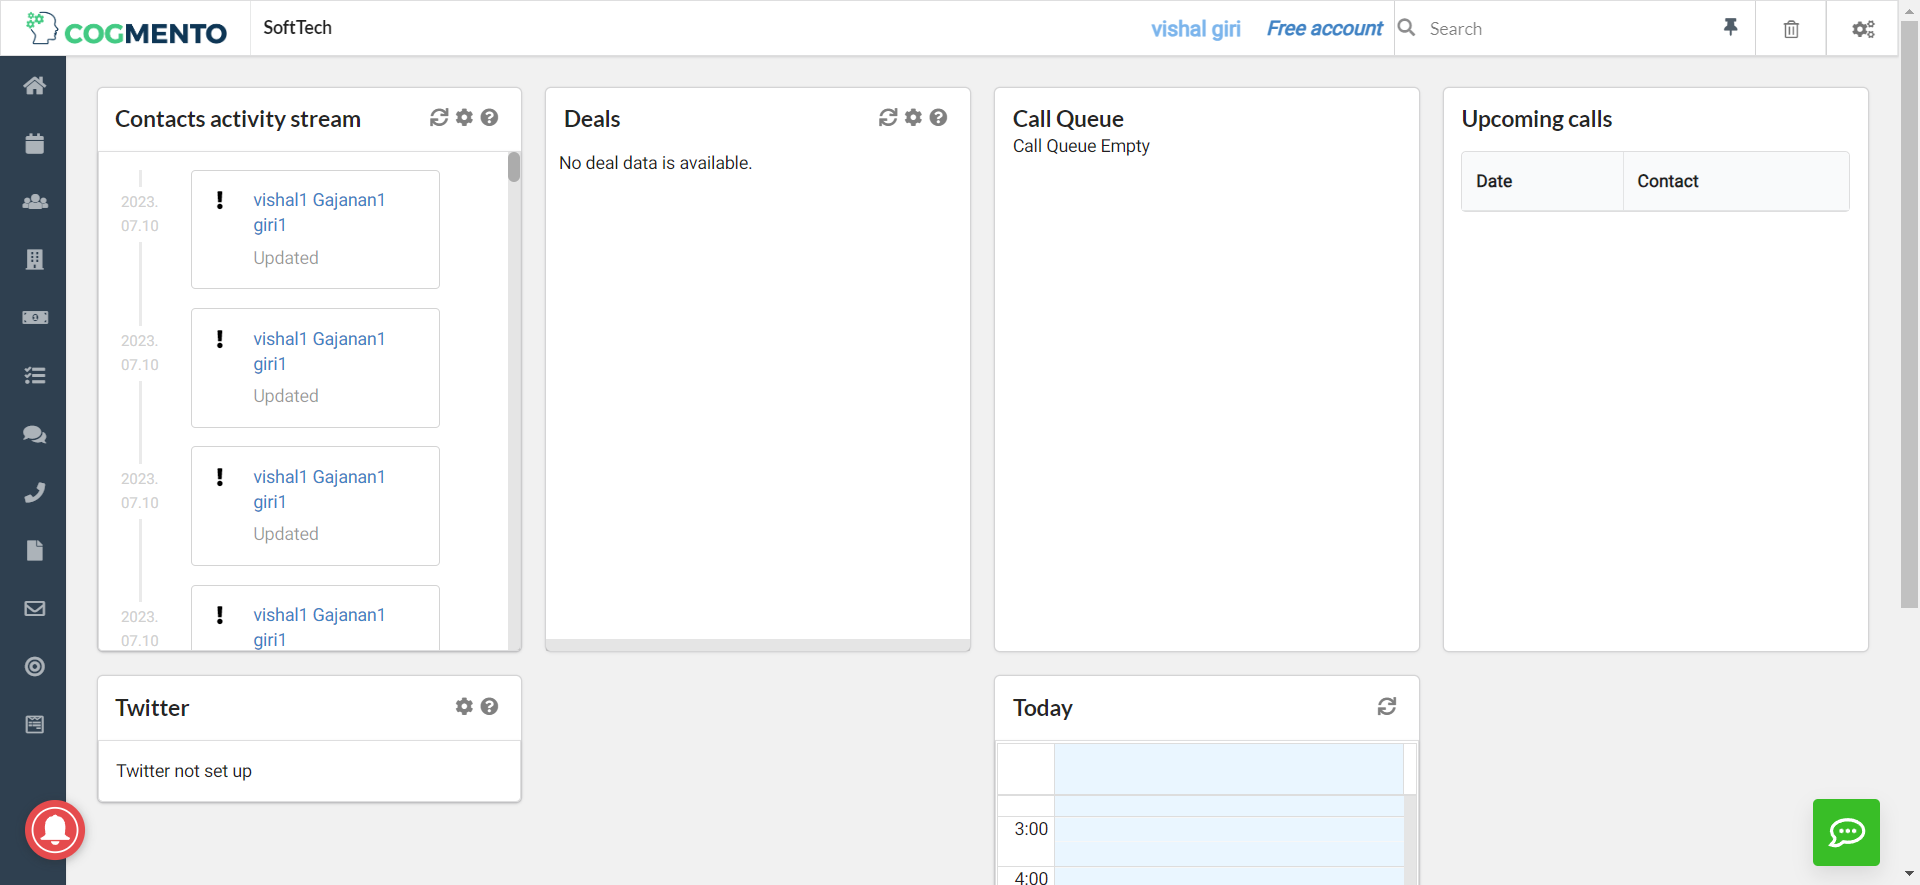 COGMENTO
SoftTech
vishal giri
Free account
Search
Contacts activity stream
2023.
07.10
vishal1 Gajanan1
giri1
Updated
2023.
07.10
vishal1 Gajanan1
giri1
Updated
2023.
07.10
vishal1 Gajanan1
giri1
Updated
2023.
07.10
vishal1 Gajanan1
giri1
Deals
No deal data is available.
Call Queue
Call Queue Empty
Upcoming calls
Date
Contact
Twitter
Twitter not set up
Today
3:00
4:00